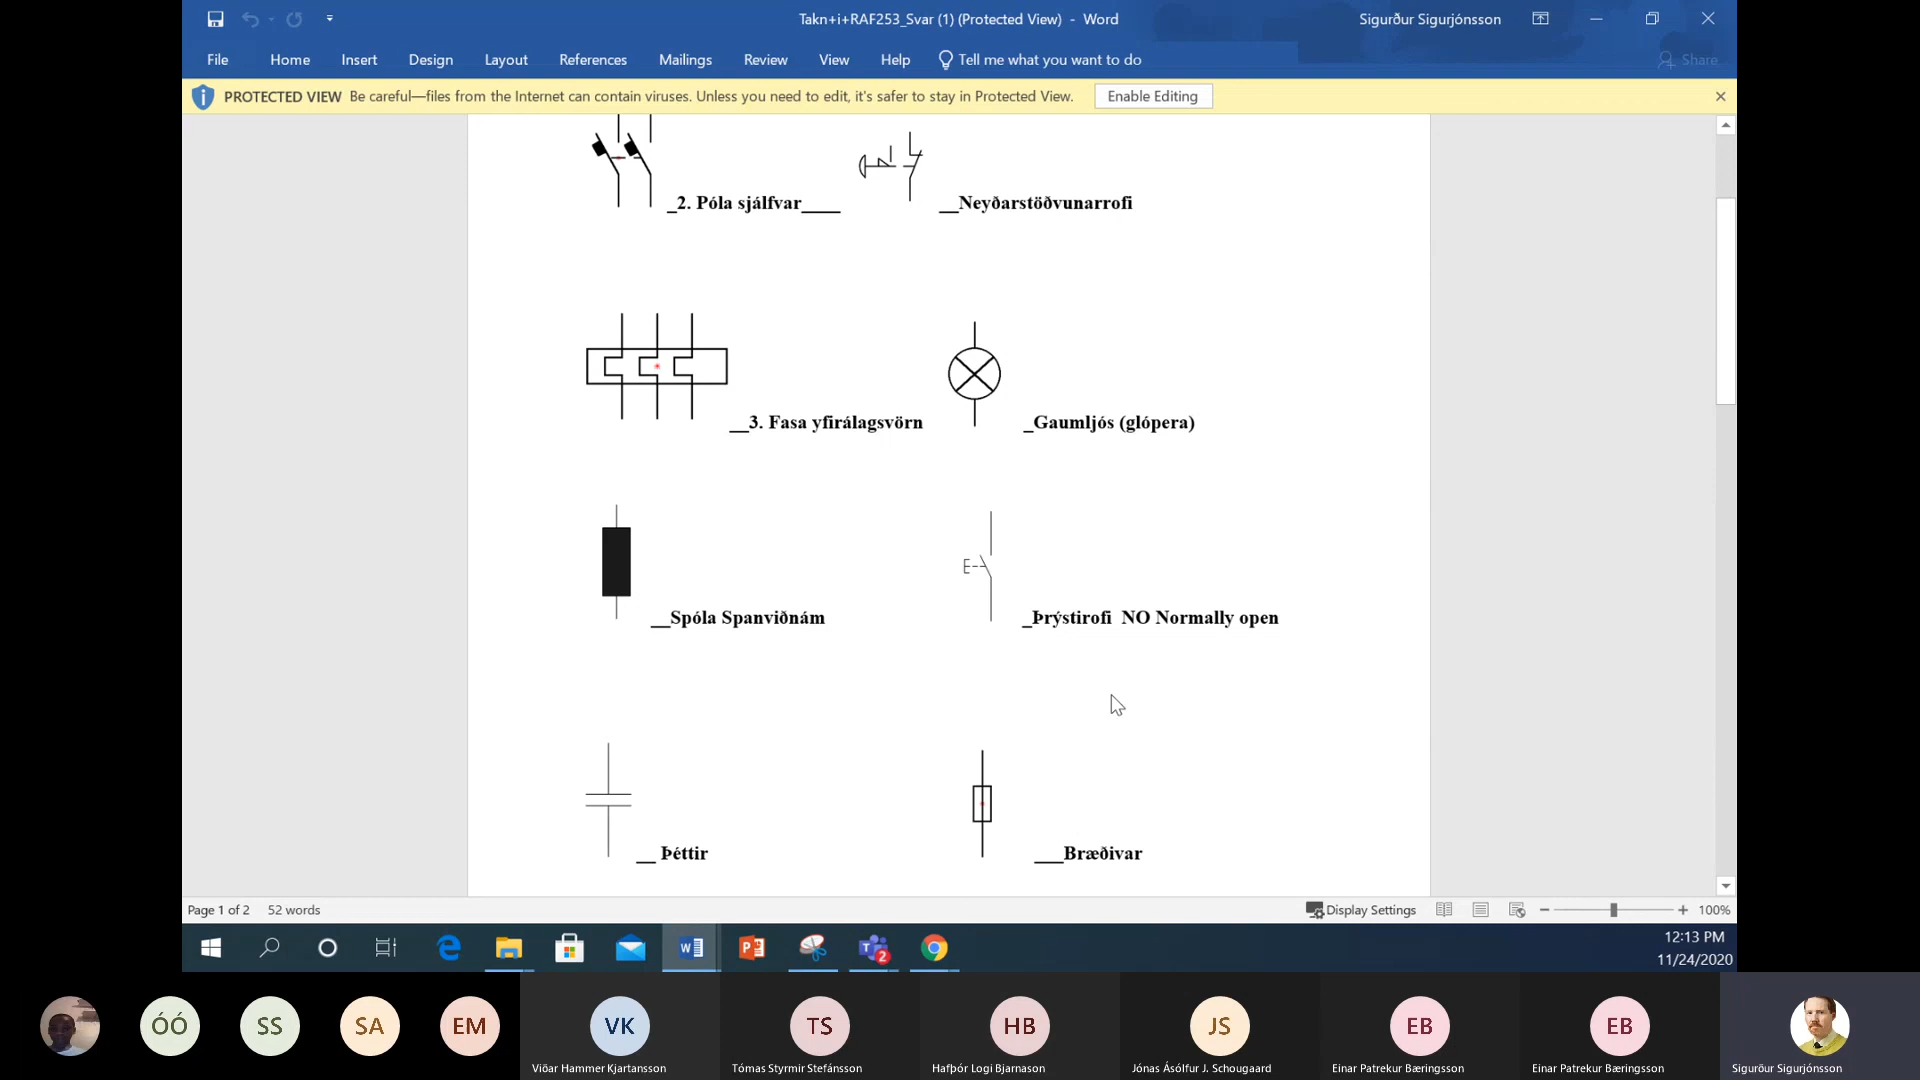 Takn+i+RAF253_Svar (1) (Protected View) - Word
Sigurður Sigurjónsson
File Home Insert Design Layout References Mailings Review View Help Tell me what you want to do Share
PROTECTED VIEW Be careful—files from the Internet can contain viruses. Unless you need to edit, it's safer to stay in Protected View. Enable Editing
_2. Póla sjálfvar____ __Neyðarstöðvunarrofi
__3. Fasa yfirálagsvörn _Gaumljós (glópera)
__Spóla Spanviðnám _Þrýstirofi NO Normally open
__ Þéttir ___Bræðivar
Page 1 of 2 52 words Display Settings 100%
12:13 PM
11/24/2020
2
ÓÓ SS SA EM VK TS HB JS EB EB
Viðar Hammer Kjartansson Tómas Styrmir Stefánsson Hafþór Logi Bjarnason Jónas Ásólfur J. Schougaard Einar Patrekur Bæringsson Einar Patrekur Bæringsson Sigurður Sigurjónsson